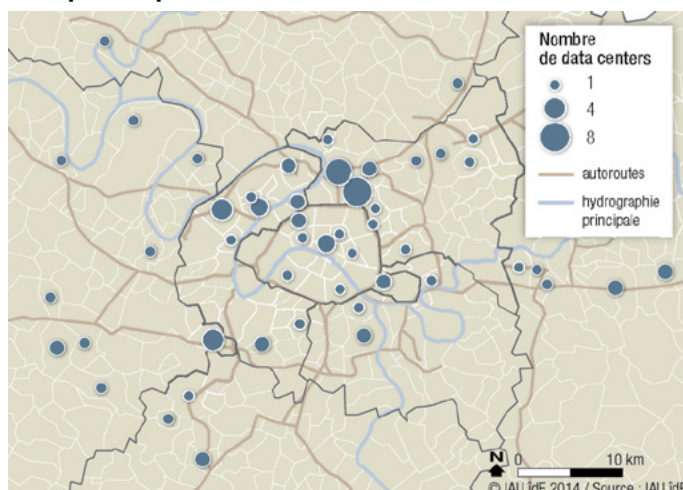 Nombre
de data centers
1
4
8
autoroutes
hydrographie
principale
N 0 10 km
© IAU îdF 2014 / Source : IAU îdF